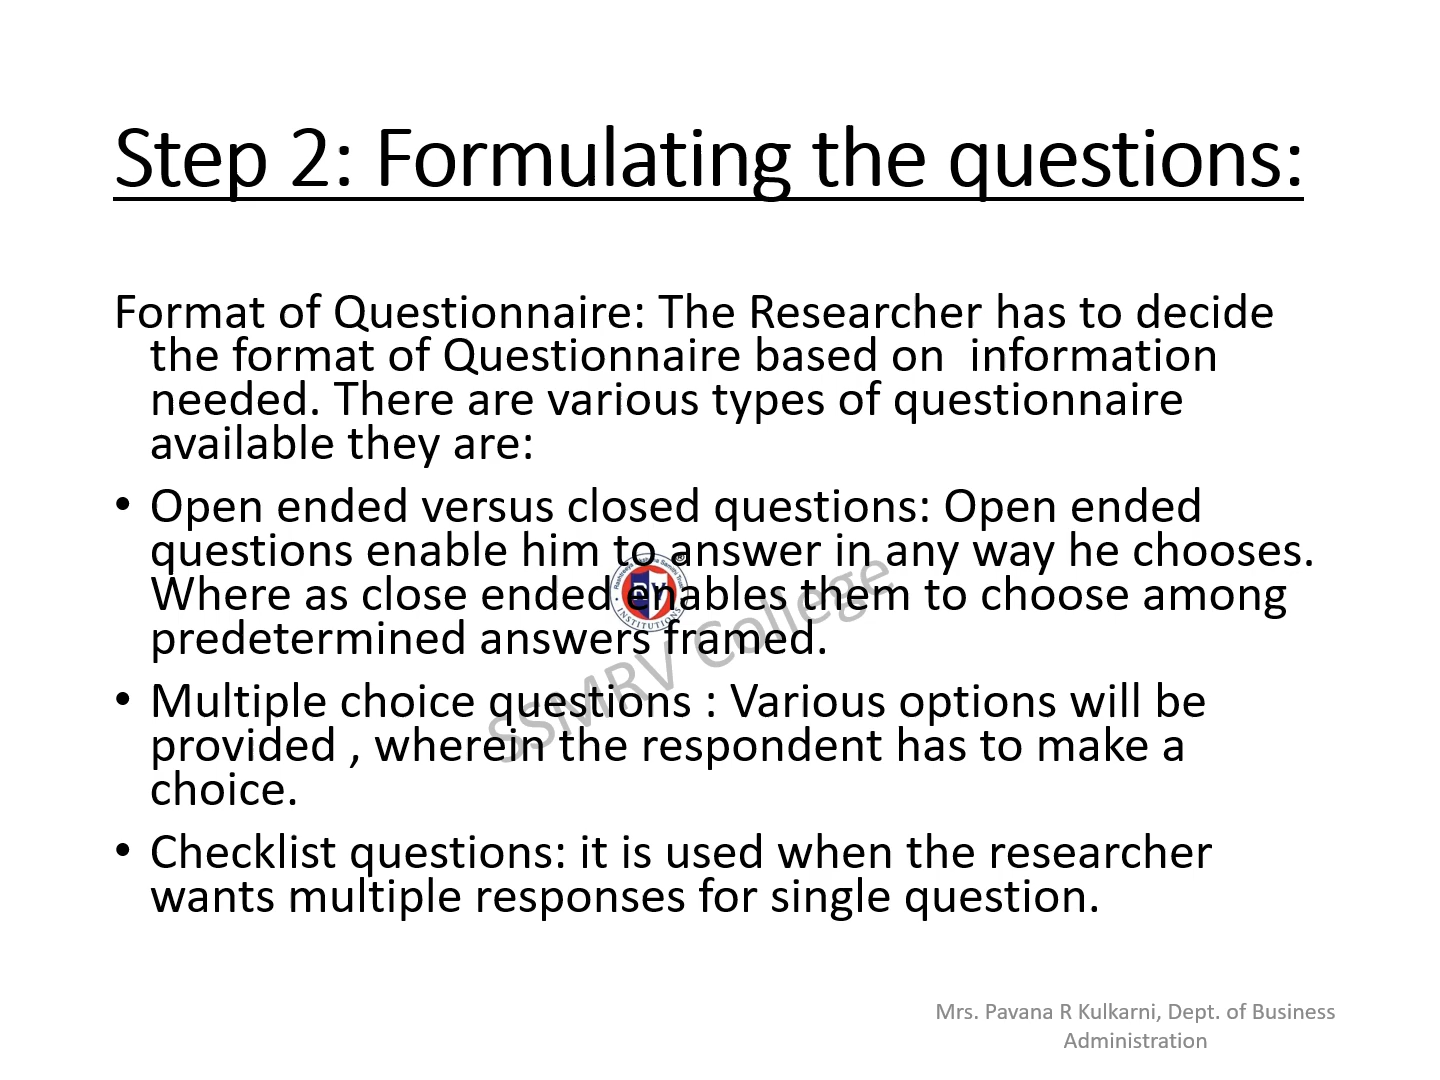 Step 2: Formulating the questions:
Format of Questionnaire: The Researcher has to decide
the format of Questionnaire based on  information
needed. There are various types of questionnaire
available they are:
• Open ended versus closed questions: Open ended
questions enable him to answer in any way he chooses.
Where as close ended enables them to choose among
predetermined answers framed.
• Multiple choice questions : Various options will be
provided , wherein the respondent has to make a
choice.
• Checklist questions: it is used when the researcher
wants multiple responses for single question.
SSMRV College
INSTITUTIONS
Mrs. Pavana R Kulkarni, Dept. of Business
Administration